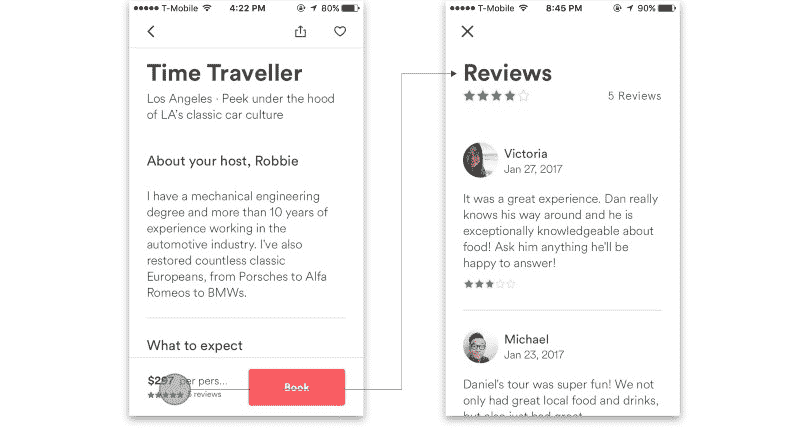 T-Mobile 4:22 PM 80%
Time Traveller
Los Angeles · Peek under the hood
of LA's classic car culture
About your host, Robbie
I have a mechanical engineering
degree and more than 10 years of
experience working in the
automotive industry. I've also
restored countless classic
Europeans, from Porsches to Alfa
Romeos to BMWs.
What to expect
$297 per pers...
5 reviews
Book
T-Mobile 8:45 PM 90%
Reviews
5 Reviews
Victoria
Jan 27, 2017
It was a great experience. Dan really
knows his way around and he is
exceptionally knowledgeable about
food! Ask him anything he'll be
happy to answer!
Michael
Jan 23, 2017
Daniel's tour was super fun! We not
only had great local food and drinks,
but also just had great